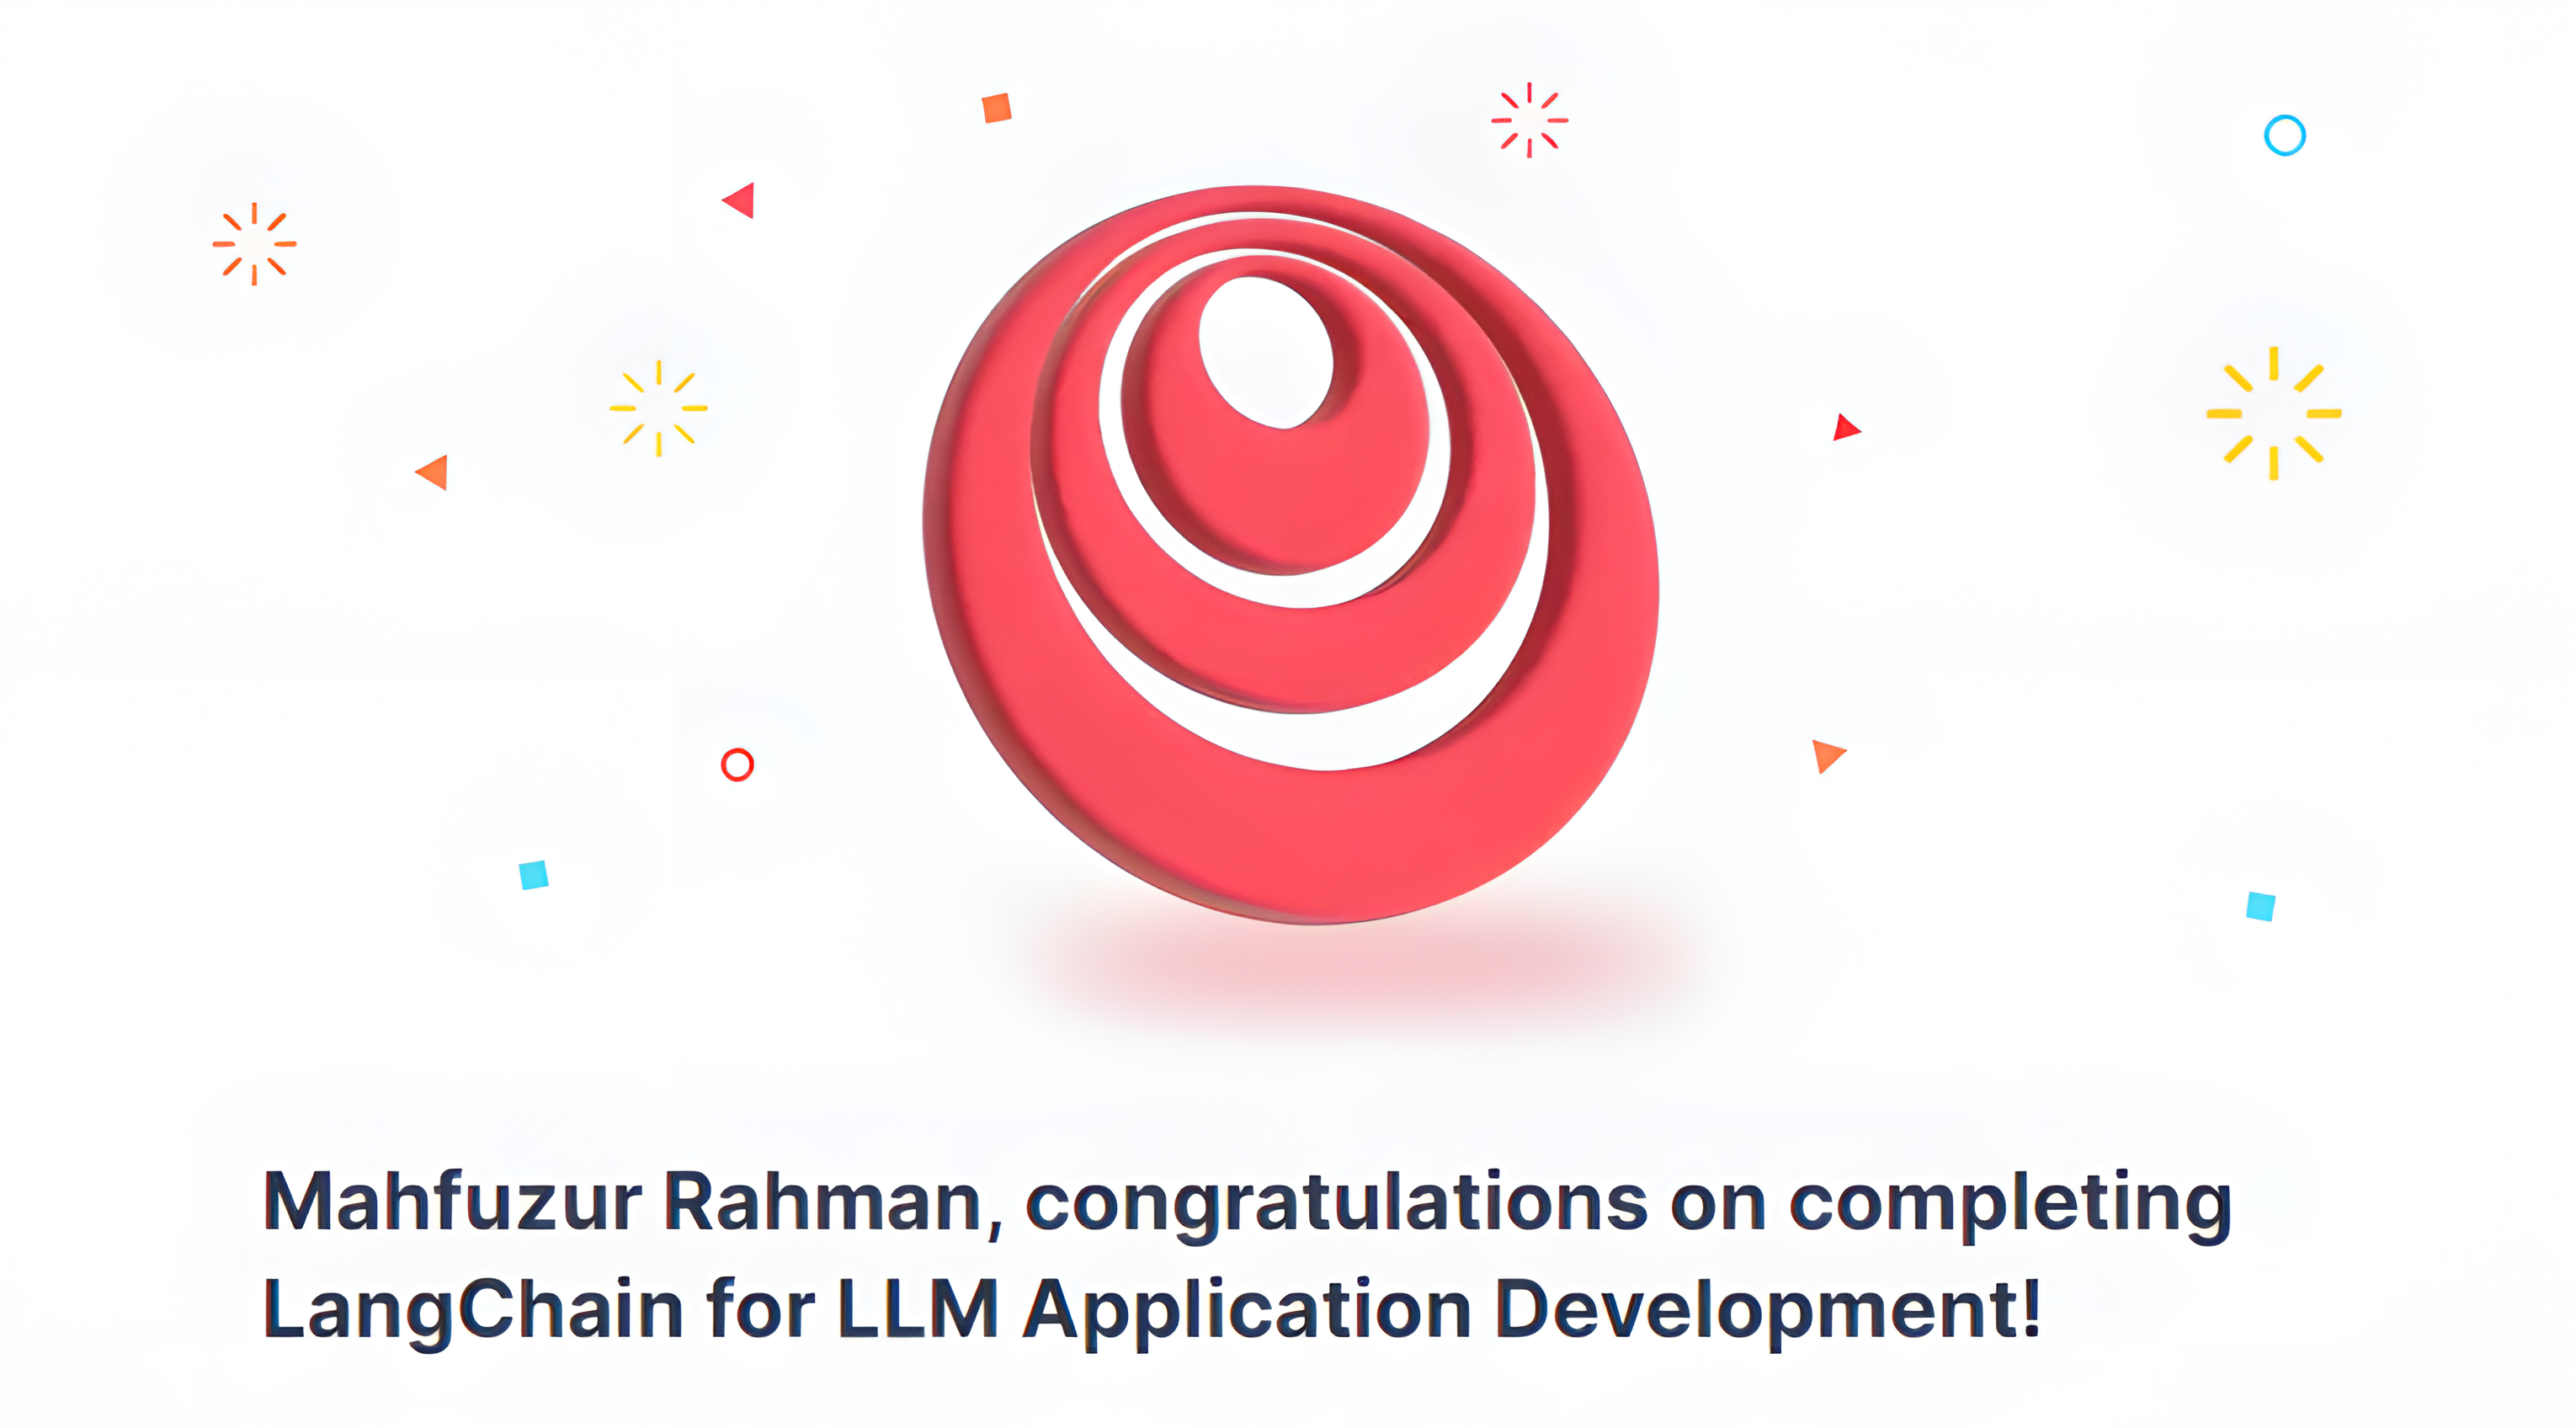 Mahfuzur Rahman, congratulations on completing
LangChain for LLM Application Development!